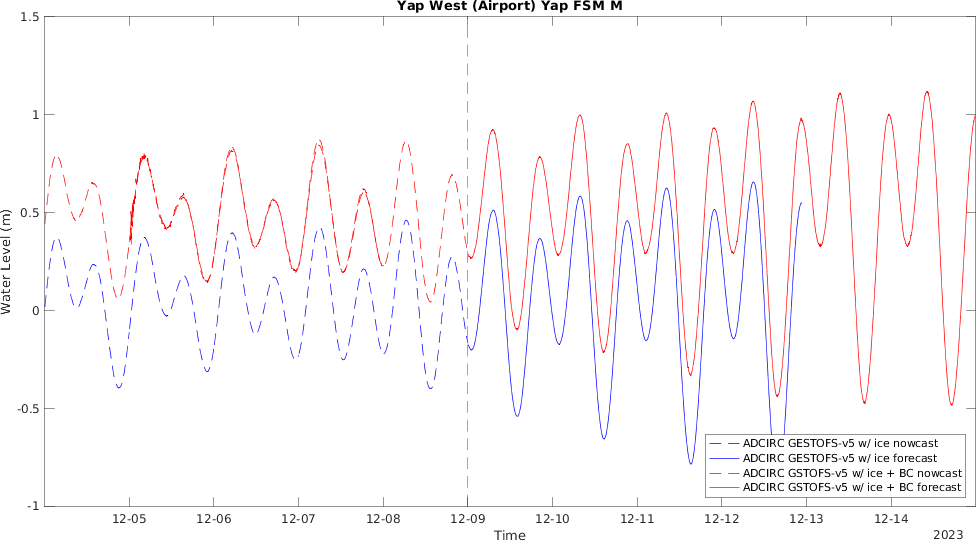 Yap West (Airport) Yap FSM M
1.5
1
0.5
0
-0.5
-1
Water Level (m)
12-05 12-06 12-07 12-08 12-09 12-10 12-11 12-12 12-13 12-14
Time
2023
ADCIRC GESTOFS-v5 w/ ice nowcast
ADCIRC GESTOFS-v5 w/ ice forecast
ADCIRC GSTOFS-v5 w/ ice + BC nowcast
ADCIRC GSTOFS-v5 w/ ice + BC forecast